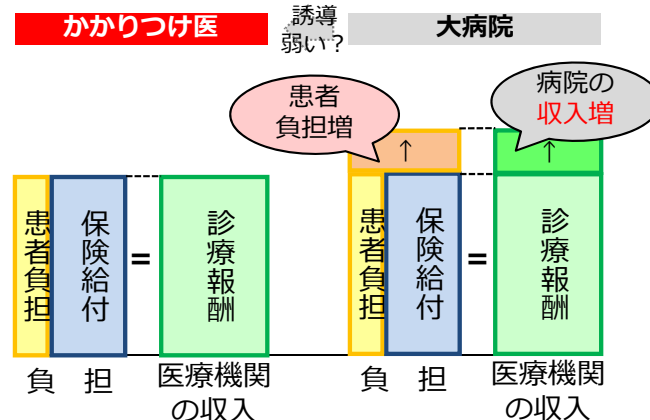 かかりつけ医
誘導
弱い？
大病院
患者
負担増
病院の
収入増
↑
↑
患者負担
保険給付
=
診療報酬
患者負担
保険給付
=
診療報酬
負 担
医療機関
の収入
負 担
医療機関
の収入